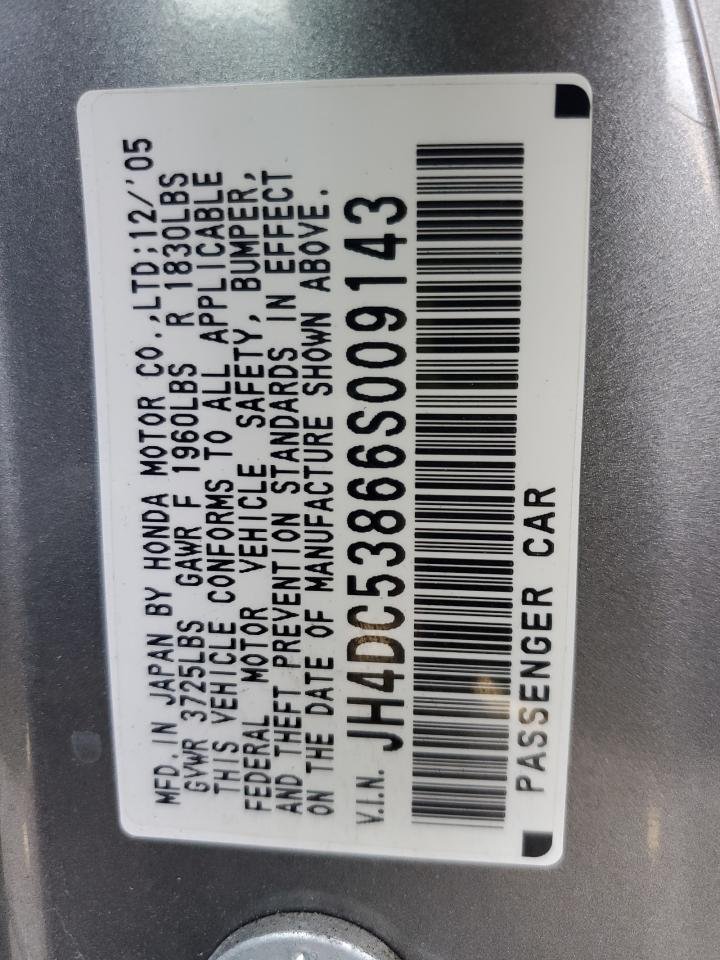 MFD. IN JAPAN BY HONDA MOTOR CO.,LTD;12/'05
GVWR 3725LBS GAWR F 1960LBS R 1830LBS
THIS VEHICLE CONFORMS TO ALL APPLICABLE
FEDERAL MOTOR VEHICLE SAFETY, BUMPER,
AND THEFT PREVENTION STANDARDS IN EFFECT
ON THE DATE OF MANUFACTURE SHOWN ABOVE.
V.I.N. JH4DC53866S009143
PASSENGER CAR